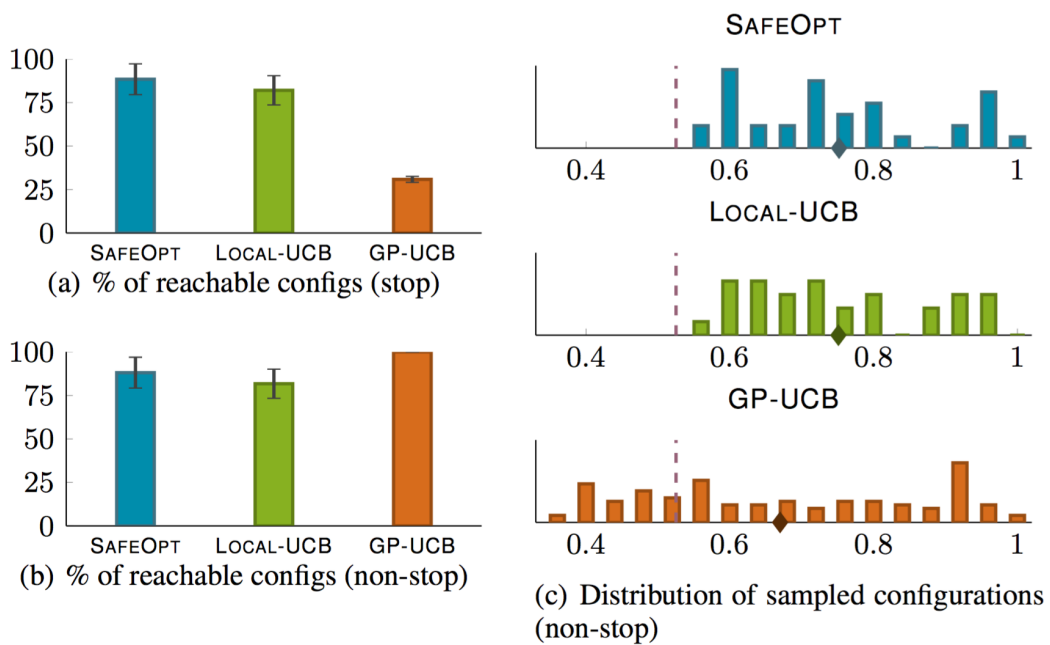 100
75
50
25
0
SAFEOPT LOCAL-UCB GP-UCB
(a) % of reachable configs (stop)
100
75
50
25
0
SAFEOPT LOCAL-UCB GP-UCB
(b) % of reachable configs (non-stop)
SAFEOPT
0.4 0.6 0.8 1
LOCAL-UCB
0.4 0.6 0.8 1
GP-UCB
0.4 0.6 0.8 1
(c) Distribution of sampled configurations
(non-stop)